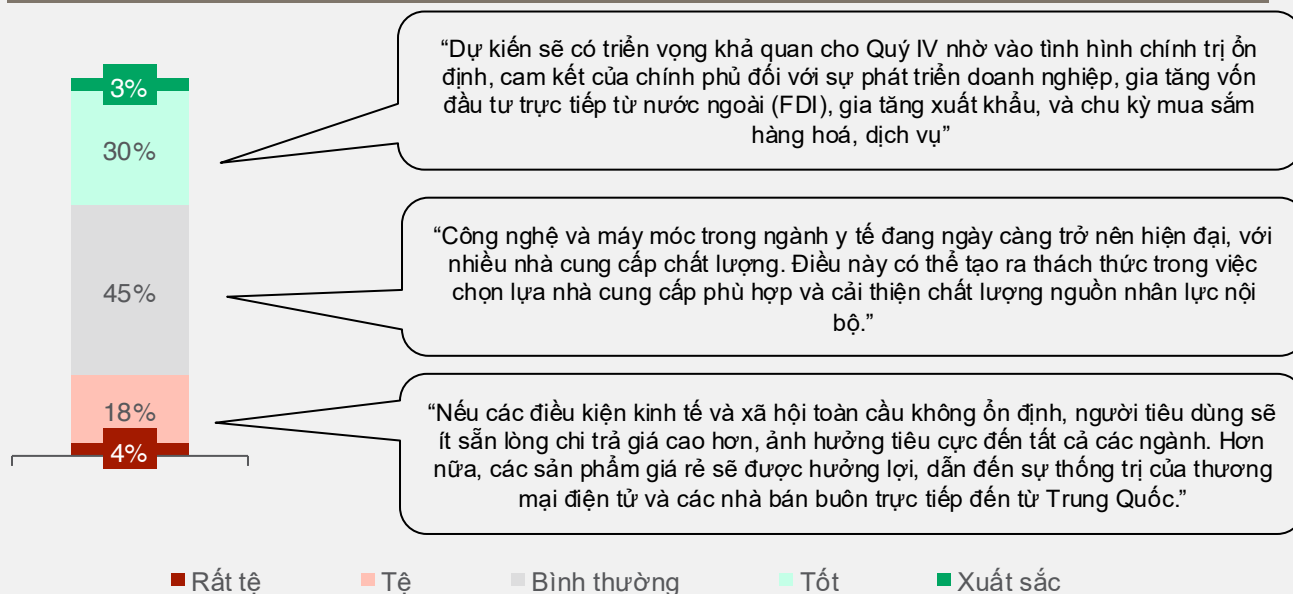 3%
30%
45%
18%
4%
“Dự kiến sẽ có triển vọng khả quan cho Quý IV nhờ vào tình hình chính trị ổn
định, cam kết của chính phủ đối với sự phát triển doanh nghiệp, gia tăng vốn
đầu tư trực tiếp từ nước ngoài (FDI), gia tăng xuất khẩu, và chu kỳ mua sắm
hàng hoá, dịch vụ”
“Công nghệ và máy móc trong ngành y tế đang ngày càng trở nên hiện đại, với
nhiều nhà cung cấp chất lượng. Điều này có thể tạo ra thách thức trong việc
chọn lựa nhà cung cấp phù hợp và cải thiện chất lượng nguồn nhân lực nội
bộ.”
“Nếu các điều kiện kinh tế và xã hội toàn cầu không ổn định, người tiêu dùng sẽ
ít sẵn lòng chi trả giá cao hơn, ảnh hưởng tiêu cực đến tất cả các ngành. Hơn
nữa, các sản phẩm giá rẻ sẽ được hưởng lợi, dẫn đến sự thống trị của thương
mại điện tử và các nhà bán buôn trực tiếp đến từ Trung Quốc.”
Rất tệ Tệ Bình thường Tốt Xuất sắc